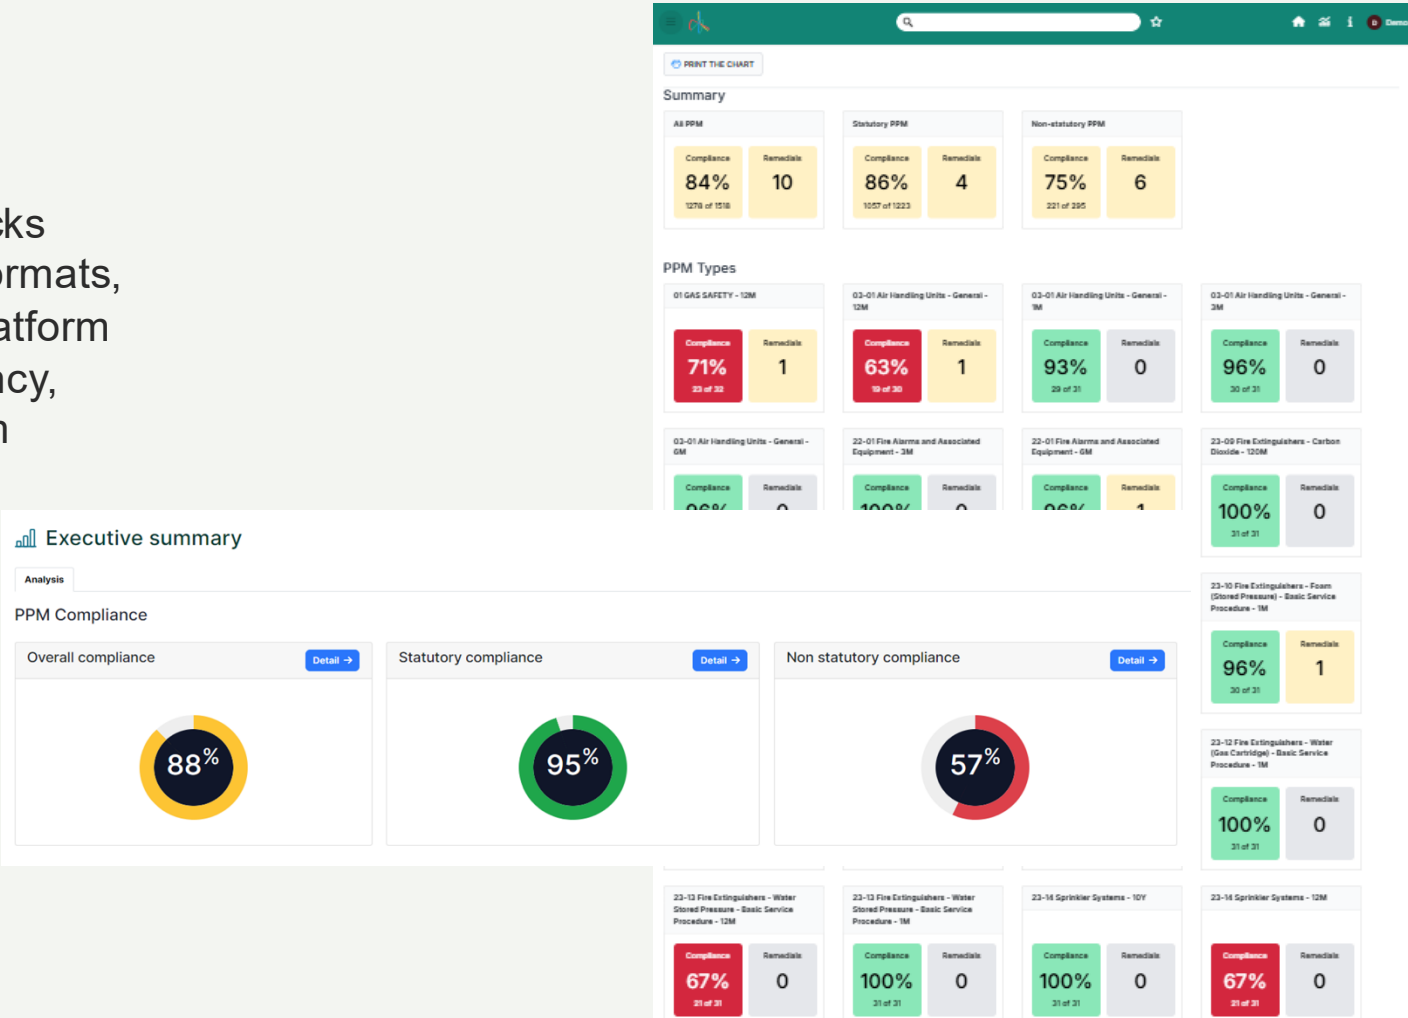 cks
ormats,
atform
ncy,
n
Demo
PRINT THE CHART
Summary
All PPM
Compliance
84%
1278 of 1518
Remedials
10
Statutory PPM
Compliance
86%
1057 of 1223
Remedials
4
Non-statutory PPM
Compliance
75%
221 of 295
Remedials
6
PPM Types
01 GAS SAFETY - 12M
Compliance
71%
23 of 32
Remedials
1
03-01 Air Handling Units - General -
12M
Compliance
63%
19 of 30
Remedials
1
03-01 Air Handling Units - General -
1M
Compliance
93%
29 of 31
Remedials
0
03-01 Air Handling Units - General -
3M
Compliance
96%
30 of 31
Remedials
0
03-01 Air Handling Units - General -
6M
Compliance
96%
Remedials
0
22-01 Fire Alarms and Associated
Equipment - 3M
Compliance
100%
Remedials
0
22-01 Fire Alarms and Associated
Equipment - 6M
Compliance
96%
Remedials
1
23-09 Fire Extinguishers - Carbon
Dioxide - 120M
Compliance
100%
31 of 31
Remedials
0
Executive summary
Analysis
PPM Compliance
Overall compliance
Detail →
88%
Statutory compliance
Detail →
95%
Non statutory compliance
Detail →
57%
23-10 Fire Extinguishers - Foam
(Stored Pressure) - Basic Service
Procedure - 1M
Compliance
96%
30 of 31
Remedials
1
23-12 Fire Extinguishers - Water
(Gas Cartridge) - Basic Service
Procedure - 1M
Compliance
100%
31 of 31
Remedials
0
23-13 Fire Extinguishers - Water
Stored Pressure - Basic Service
Procedure - 12M
Compliance
67%
21 of 31
Remedials
0
23-13 Fire Extinguishers - Water
Stored Pressure - Basic Service
Procedure - 1M
Compliance
100%
31 of 31
Remedials
0
23-14 Sprinkler Systems - 10Y
Compliance
100%
31 of 31
Remedials
0
23-14 Sprinkler Systems - 12M
Compliance
67%
21 of 31
Remedials
0